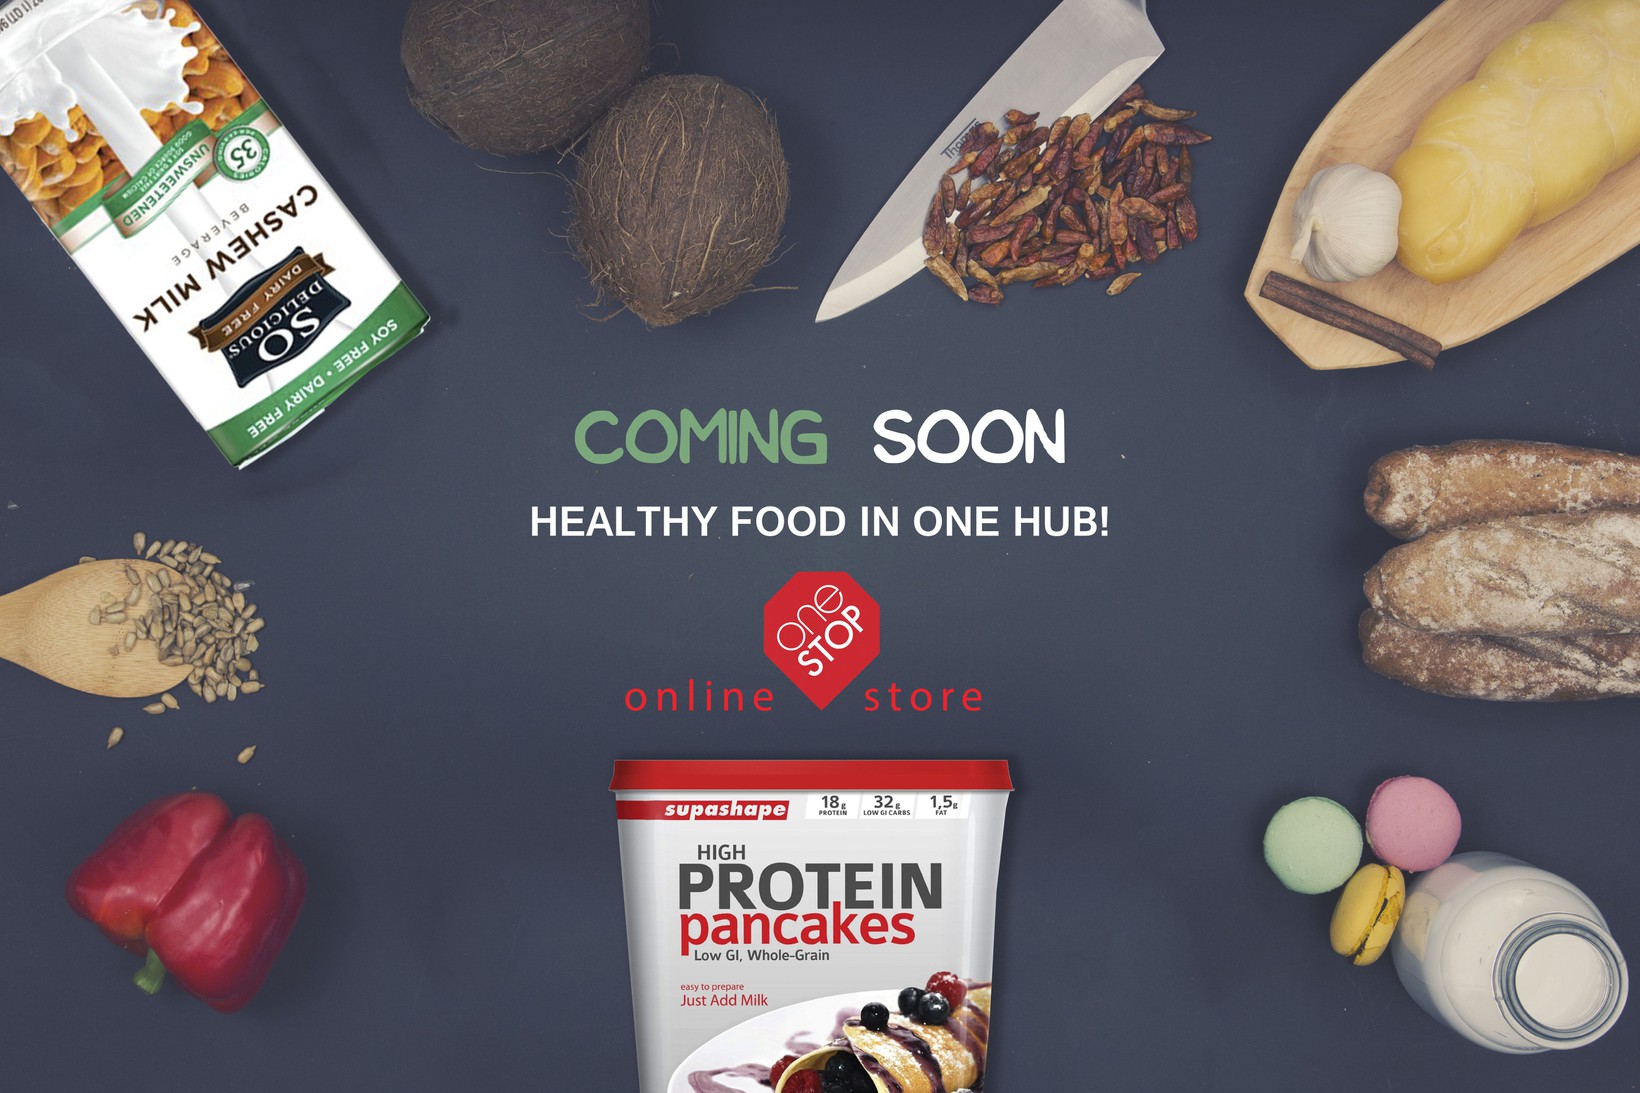 35
CALORIES
UNSWEETENED
CASHEW MILK
BEVERAGE
DAIRY FREE
SO
DELICIOUS
SOY FREE • DAIRY FREE
Thomas
COMING SOON
HEALTHY FOOD IN ONE HUB!
one
STOP
online store
supashape
18g 32g 1,5g
PROTEIN LOW GI CARBS FAT
HIGH
PROTEIN
pancakes
Low GI, Whole-Grain
easy to prepare
Just Add Milk